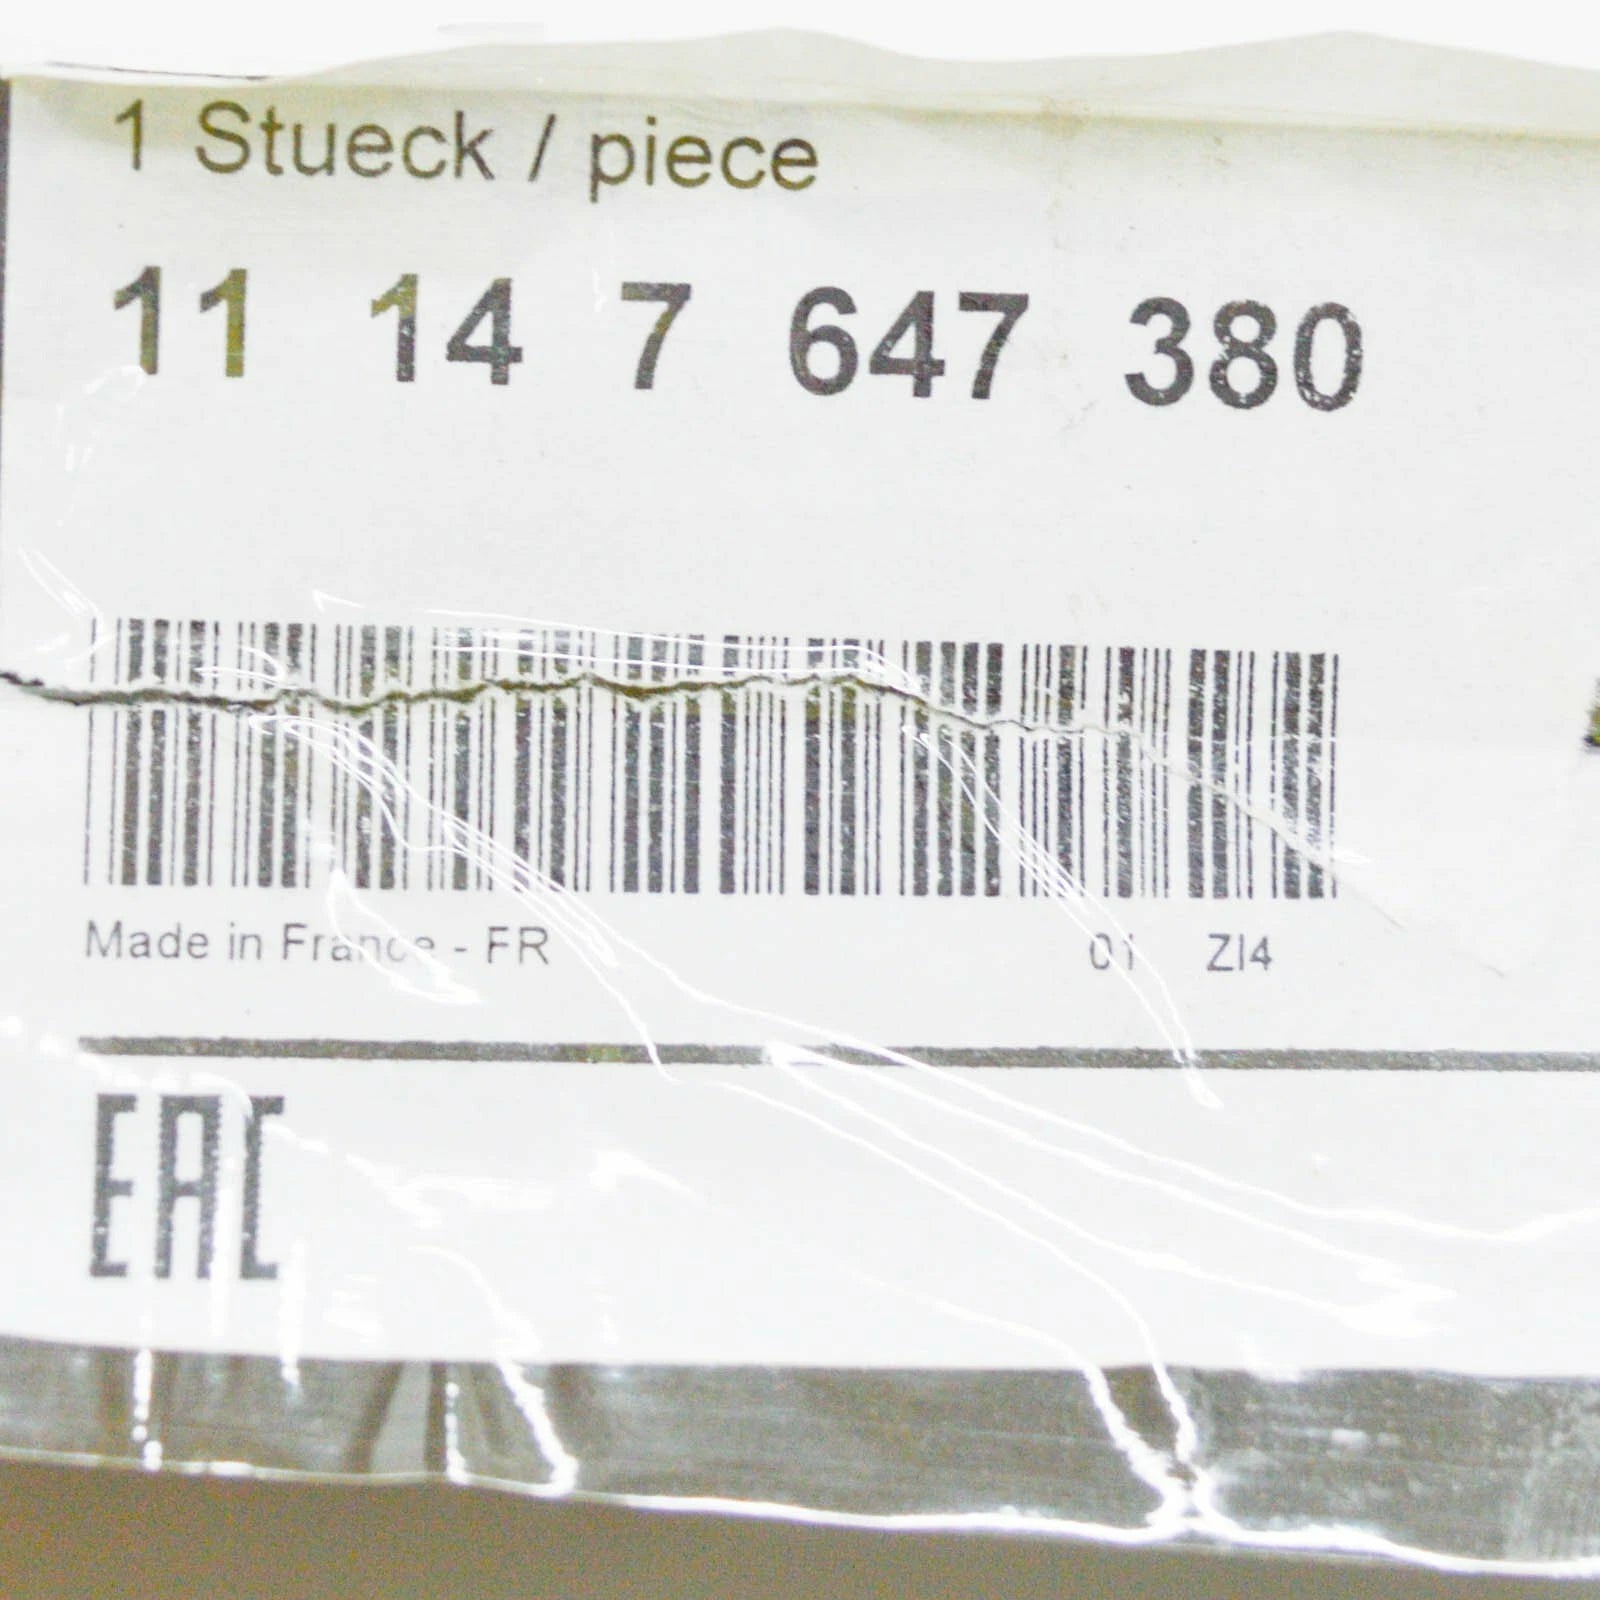 1 Stueck / piece
11 14 7 647 380
Made in France - FR 01 ZI4
EAC